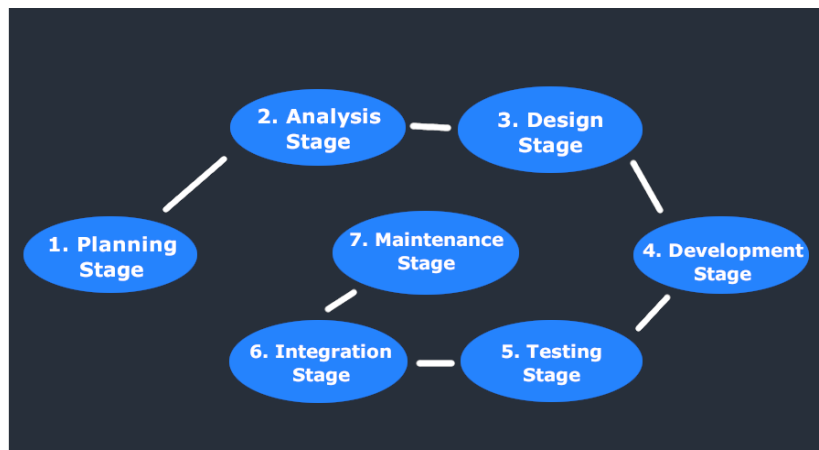 1. Planning
Stage
2. Analysis
Stage
3. Design
Stage
4. Development
Stage
5. Testing
Stage
6. Integration
Stage
7. Maintenance
Stage